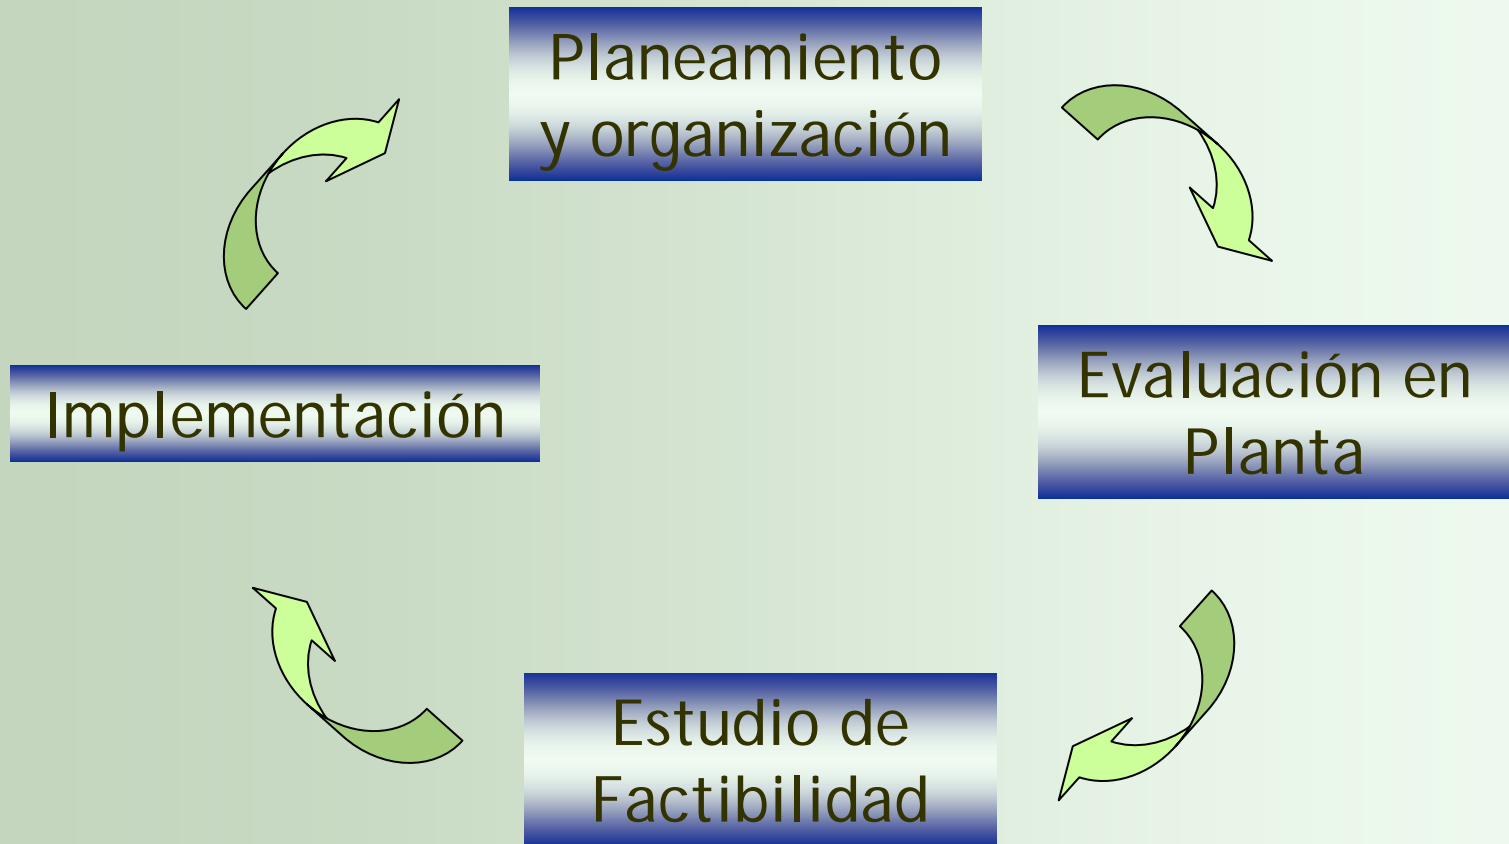 Planeamiento
y organización
Evaluación en
Planta
Estudio de
Factibilidad
Implementación